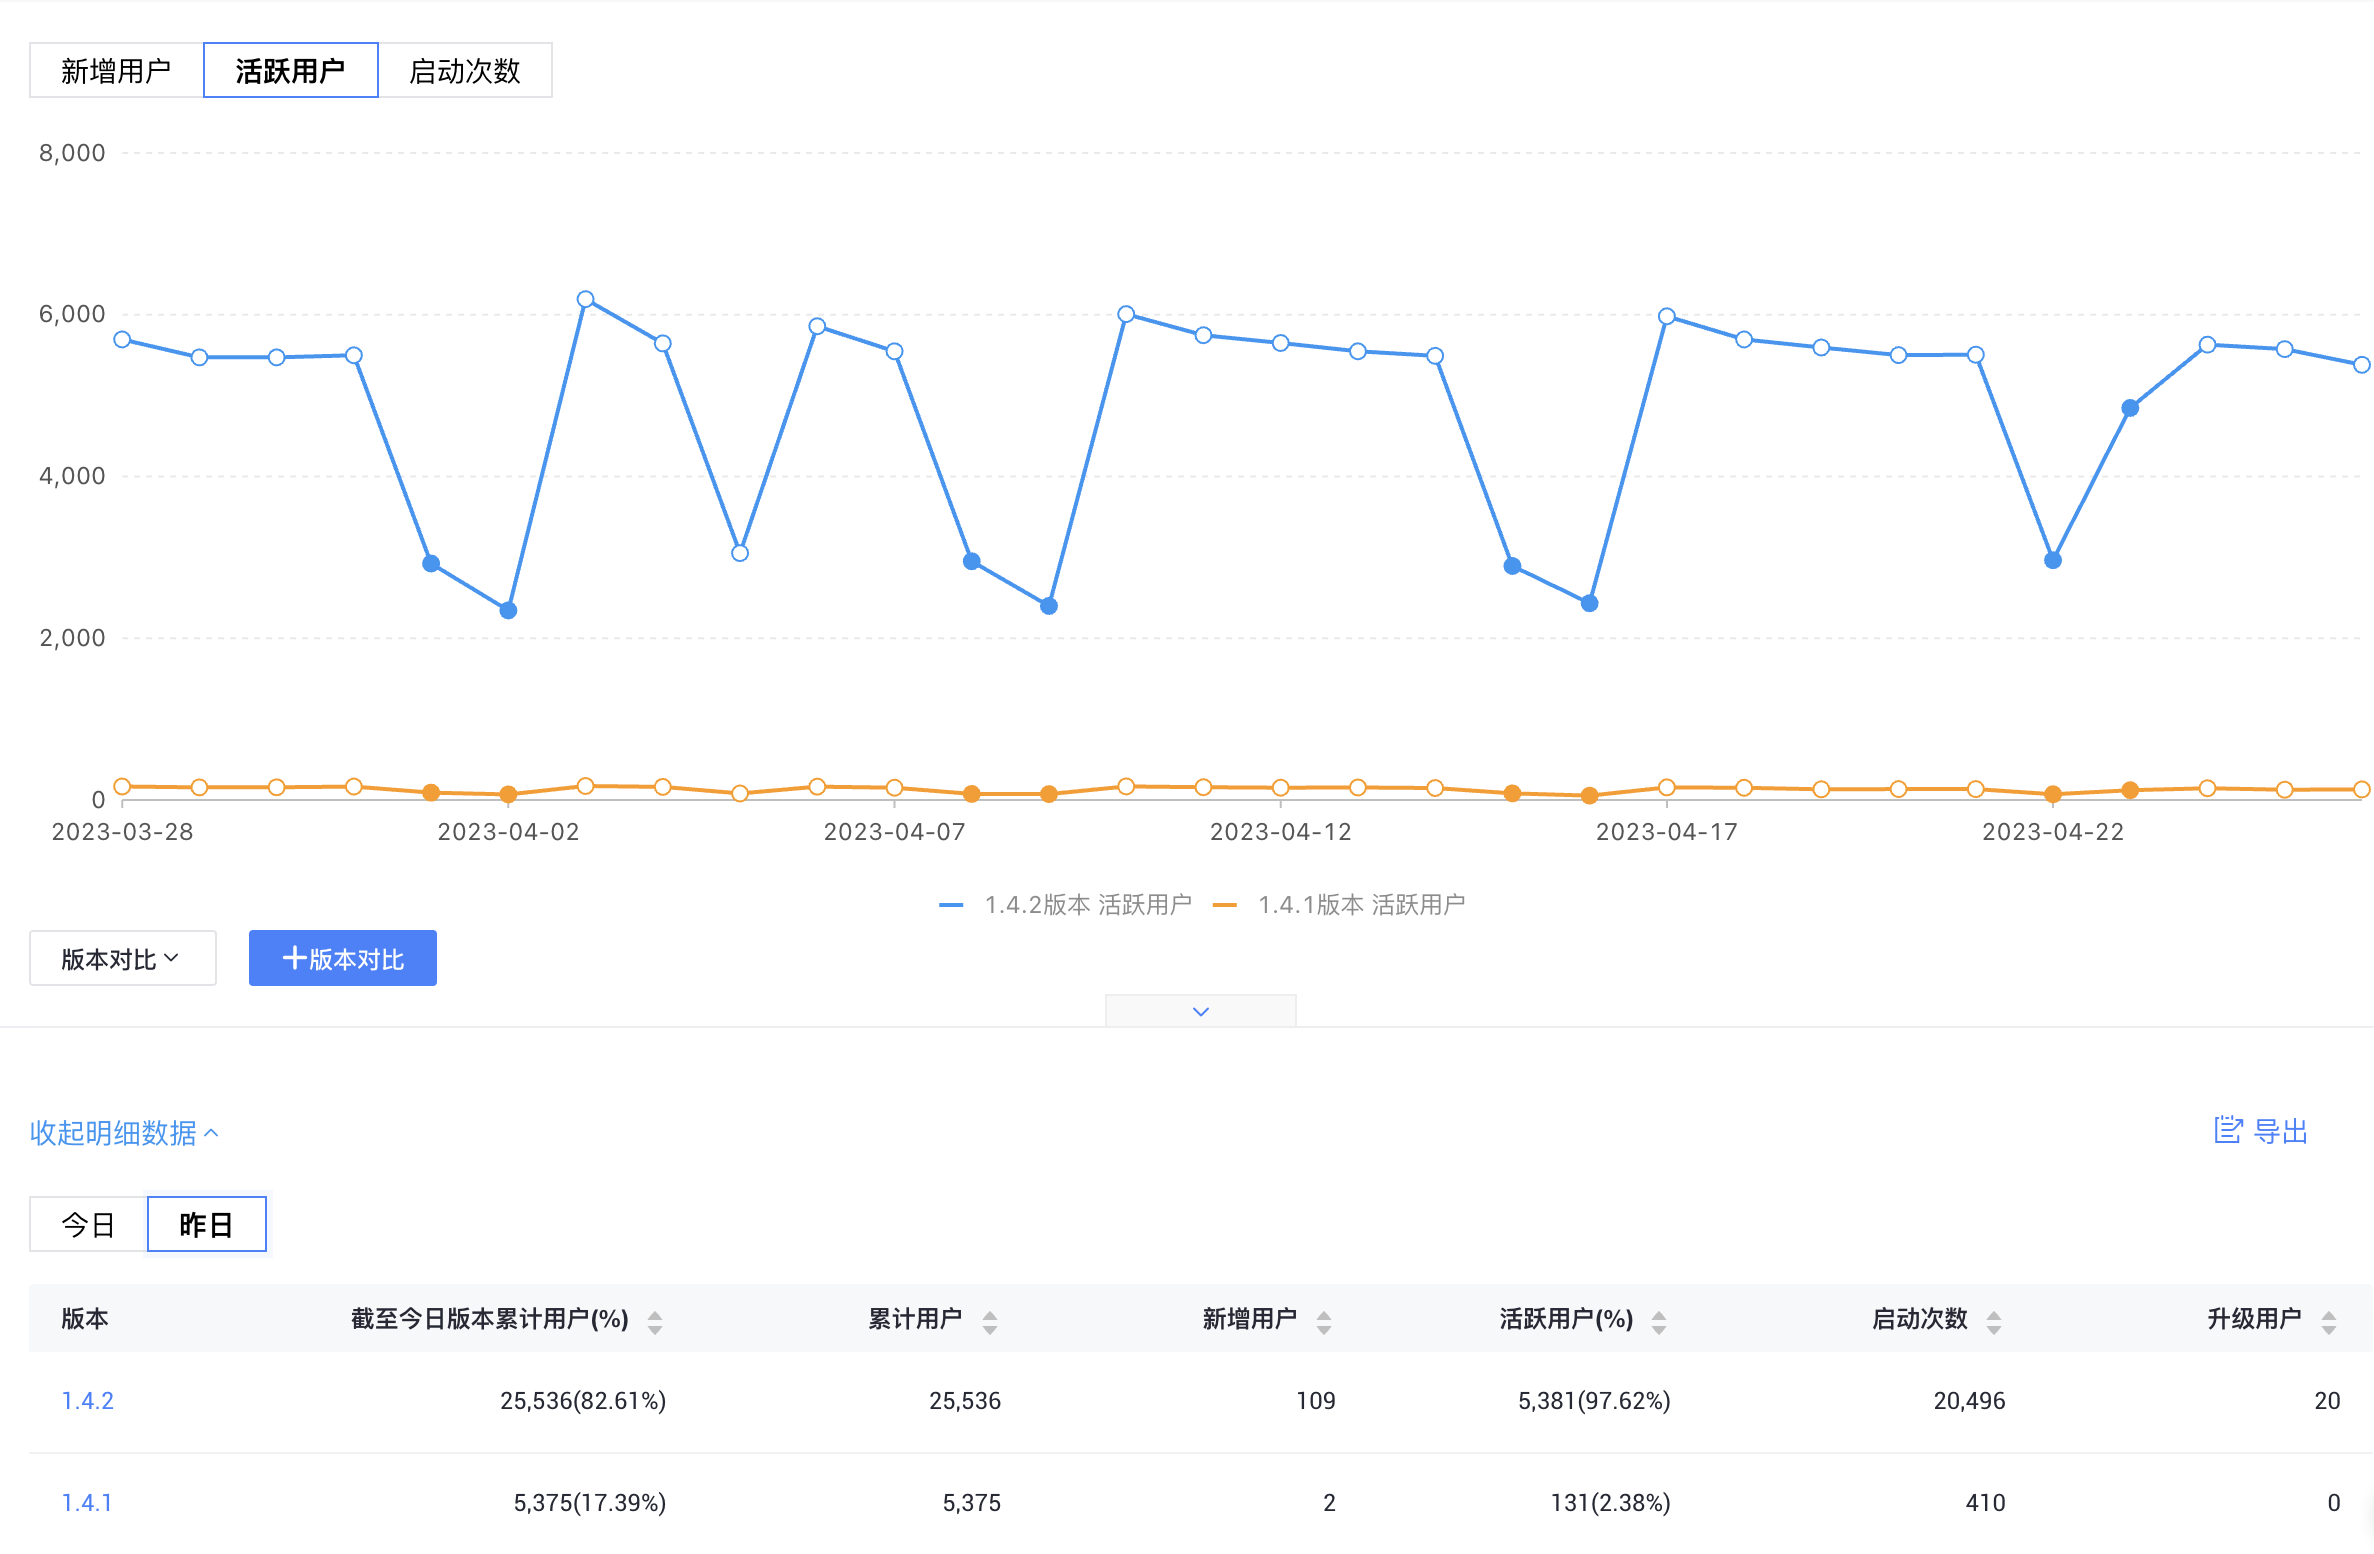 新增用户 活跃用户 启动次数
8,000
6,000
4,000
2,000
0
2023-03-28 2023-04-02 2023-04-07 2023-04-12 2023-04-17 2023-04-22
1.4.2版本 活跃用户 1.4.1版本 活跃用户
版本对比 +版本对比
收起明细数据 导出
今日 昨日
版本 截至今日版本累计用户(%) 累计用户 新增用户 活跃用户(%) 启动次数 升级用户
1.4.2 25,536(82.61%) 25,536 109 5,381(97.62%) 20,496 20
1.4.1 5,375(17.39%) 5,375 2 131(2.38%) 410 0